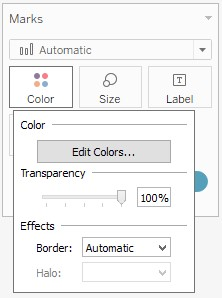 Marks
Automatic
Color Size Label
Color
Edit Colors...
Transparency
100%
Effects
Border: Automatic
Halo: